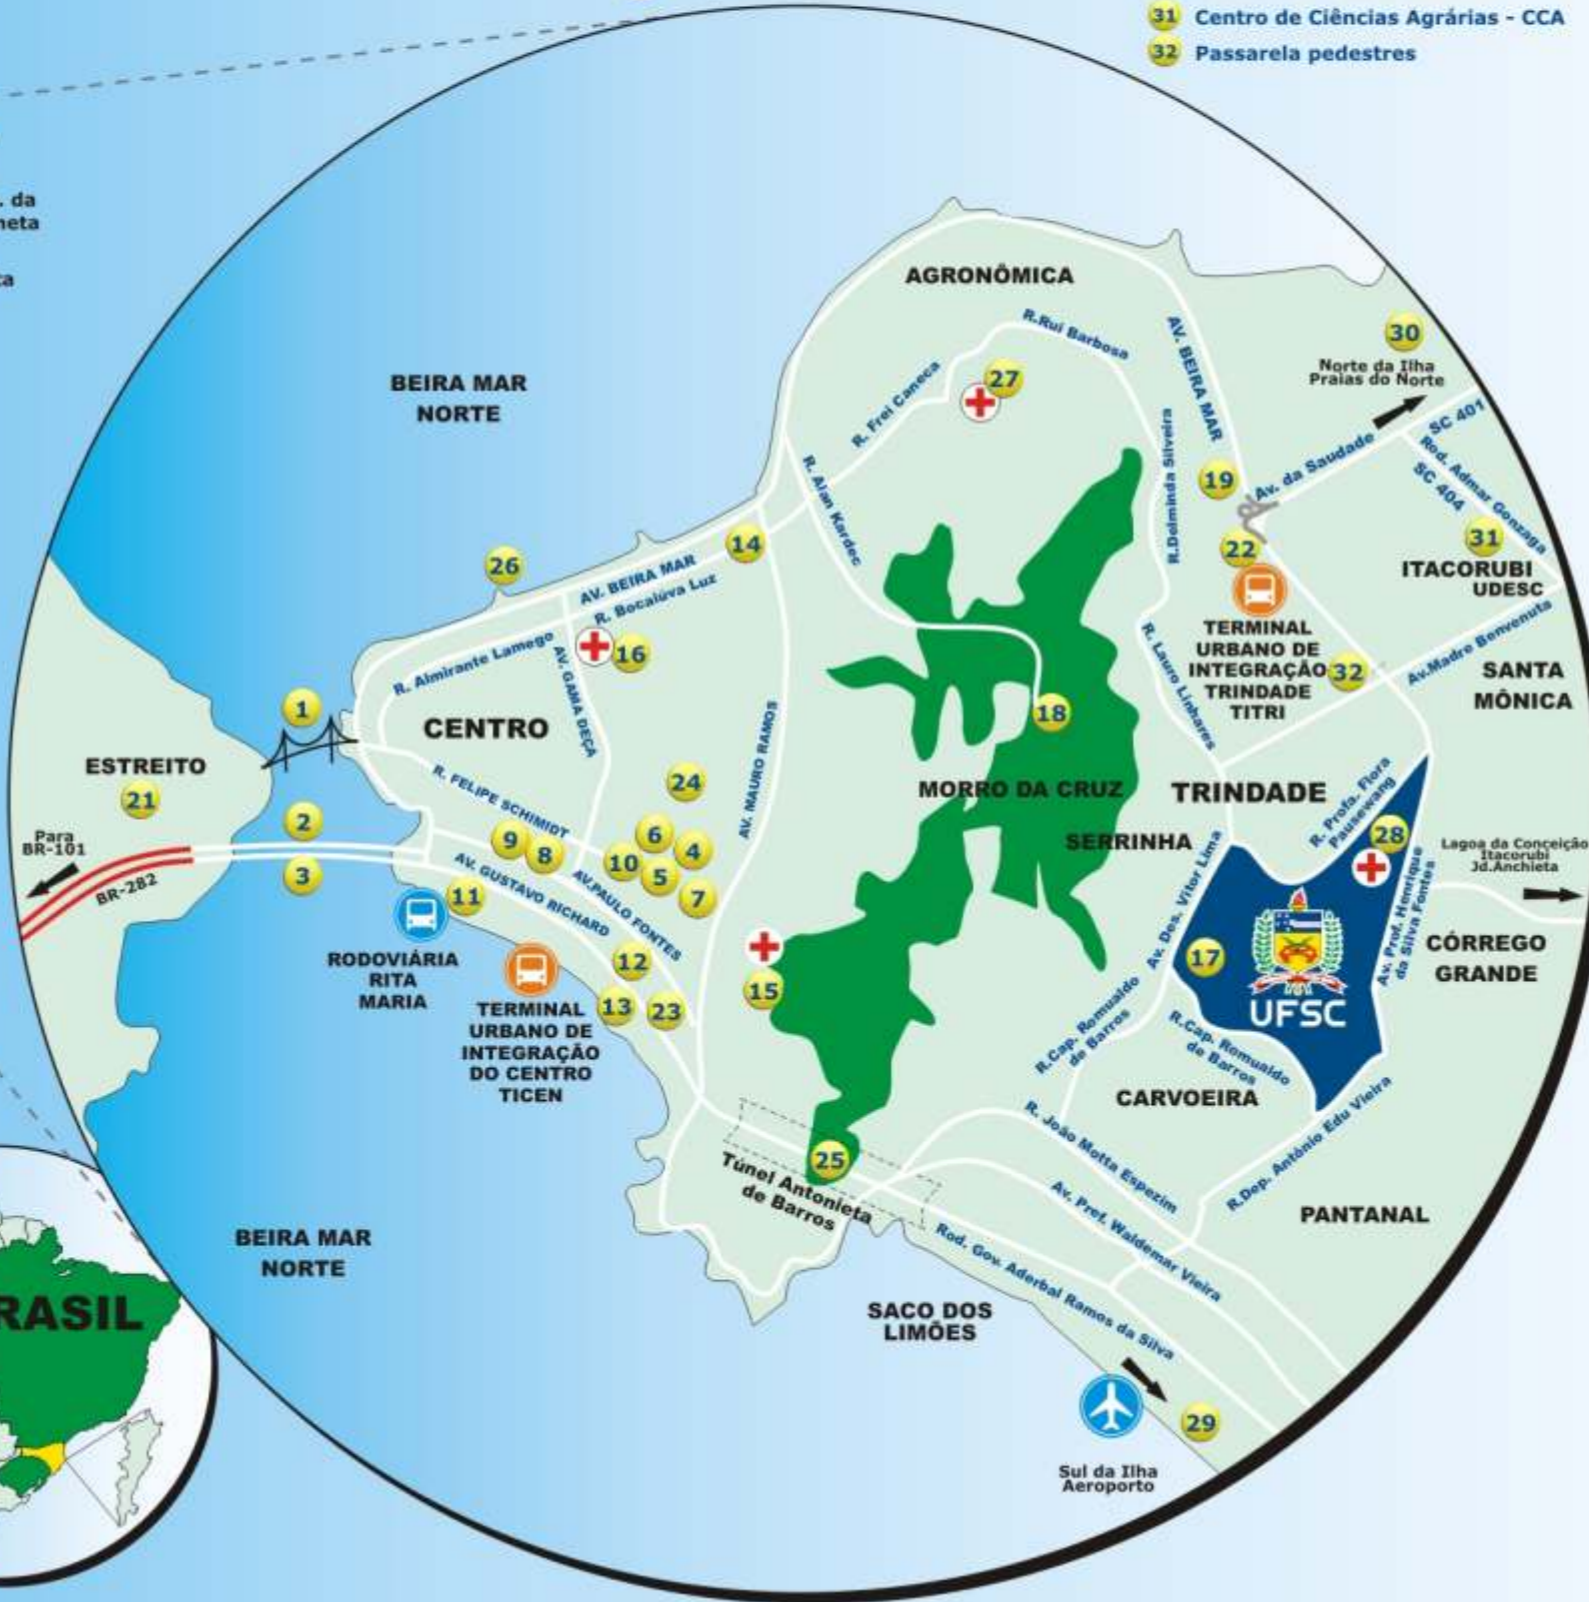 31 Centro de Ciências Agrárias - CCA
32 Passarela pedestres
. da
AGRONÔMICA
R.Rui Barbosa
AV. BEIRA MAR
30
Norte da Ilha
Praias do Norte
BEIRA MAR
NORTE
27
R. Frei Caneca
SC 401
Av. da Saudade
Rod. Admar Gonzaga
SC 404
R.Delminda Silveira
R. Alan Kardec
19
14
22
31
26
AV. BEIRA MAR
R. Bocaiúva Luz
ITACORUBI
UDESC
TERMINAL
URBANO DE
INTEGRAÇÃO
TRINDADE
TITRI
32
Av.Madre Benvenuta
SANTA
MÔNICA
R. Lauro Linhares
16
R. Almirante Lamego
AV. GAMA DEÇA
1
18
CENTRO
AV. MAURO RAMOS
ESTREITO
21
R. FELIPE SCHIMIDT
24
MORRO DA CRUZ
TRINDADE
R. Profa. Flora
Pausewang
2
9
8
6
4
10
5
7
SERRINHA
28
Para
BR-101
BR-282
3
Lagoa da Conceição
Itacorubi
Jd.Anchieta
AV. GUSTAVO RICHARD
AV.PAULO FONTES
11
Av. Des. Vitor Lima
Av. Prof. Henrique
da Silva Fontes
CÓRREGO
GRANDE
RODOVIÁRIA
RITA
MARIA
12
17
UFSC
TERMINAL
URBANO DE
INTEGRAÇÃO
DO CENTRO
TICEN
13
23
15
R.Cap. Romualdo
de Barros
R.Cap. Romualdo
de Barros
CARVOEIRA
R. João Motta Espezim
R.Dep. Antônio Edu Vieira
25
Túnel Antonieta
de Barros
Av. Pref. Waldemar Vieira
PANTANAL
BEIRA MAR
NORTE
Rod. Gov. Aderbal Ramos da Silva
RASIL
SACO DOS
LIMÕES
29
Sul da Ilha
Aeroporto